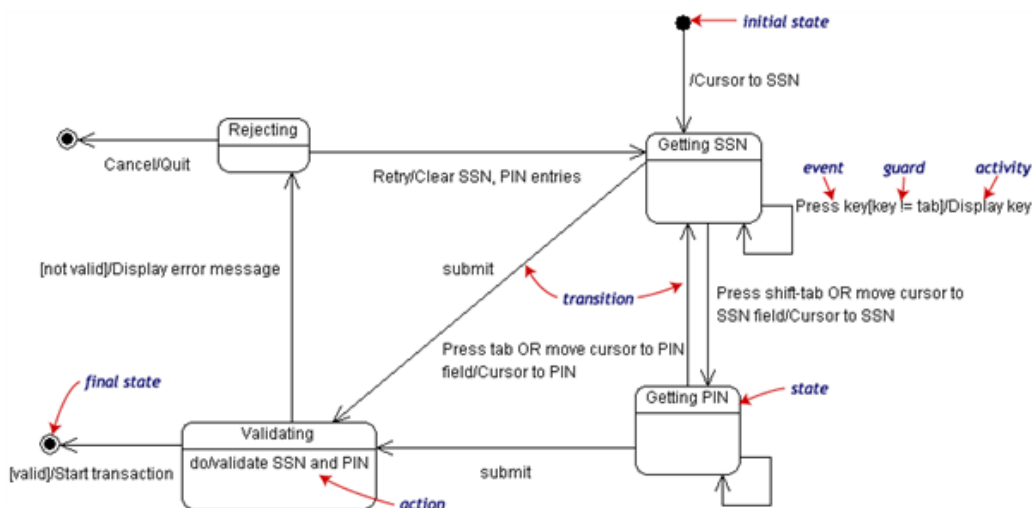 initial state
/Cursor to SSN
Rejecting
Getting SSN
Cancel/Quit
Retry/Clear SSN, PIN entries
event
guard
activity
Press key[key != tab]/Display key
[not valid]/Display error message
submit
transition
Press shift-tab OR move cursor to
SSN field/Cursor to SSN
Press tab OR move cursor to PIN
field/Cursor to PIN
final state
Getting PIN
state
Validating
do/validate SSN and PIN
[valid]/Start transaction
submit
action